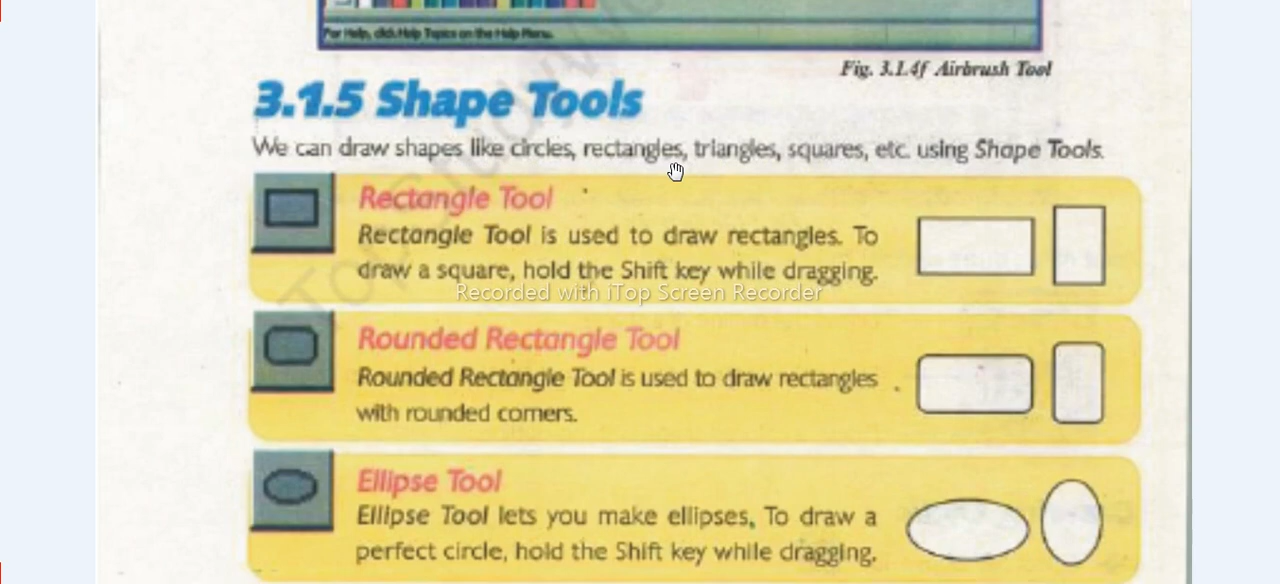 For Help, click Help Topics on the Help Menu.
Fig. 3.1.4f Airbrush Tool
3.1.5 Shape Tools
We can draw shapes like circles, rectangles, triangles, squares, etc. using Shape Tools.
Rectangle Tool
Rectangle Tool is used to draw rectangles. To
draw a square, hold the Shift key while dragging.
Recorded with iTop Screen Recorder
Rounded Rectangle Tool
Rounded Rectangle Tool is used to draw rectangles
with rounded corners.
Ellipse Tool
Ellipse Tool lets you make ellipses, To draw a
perfect circle, hold the Shift key while dragging.